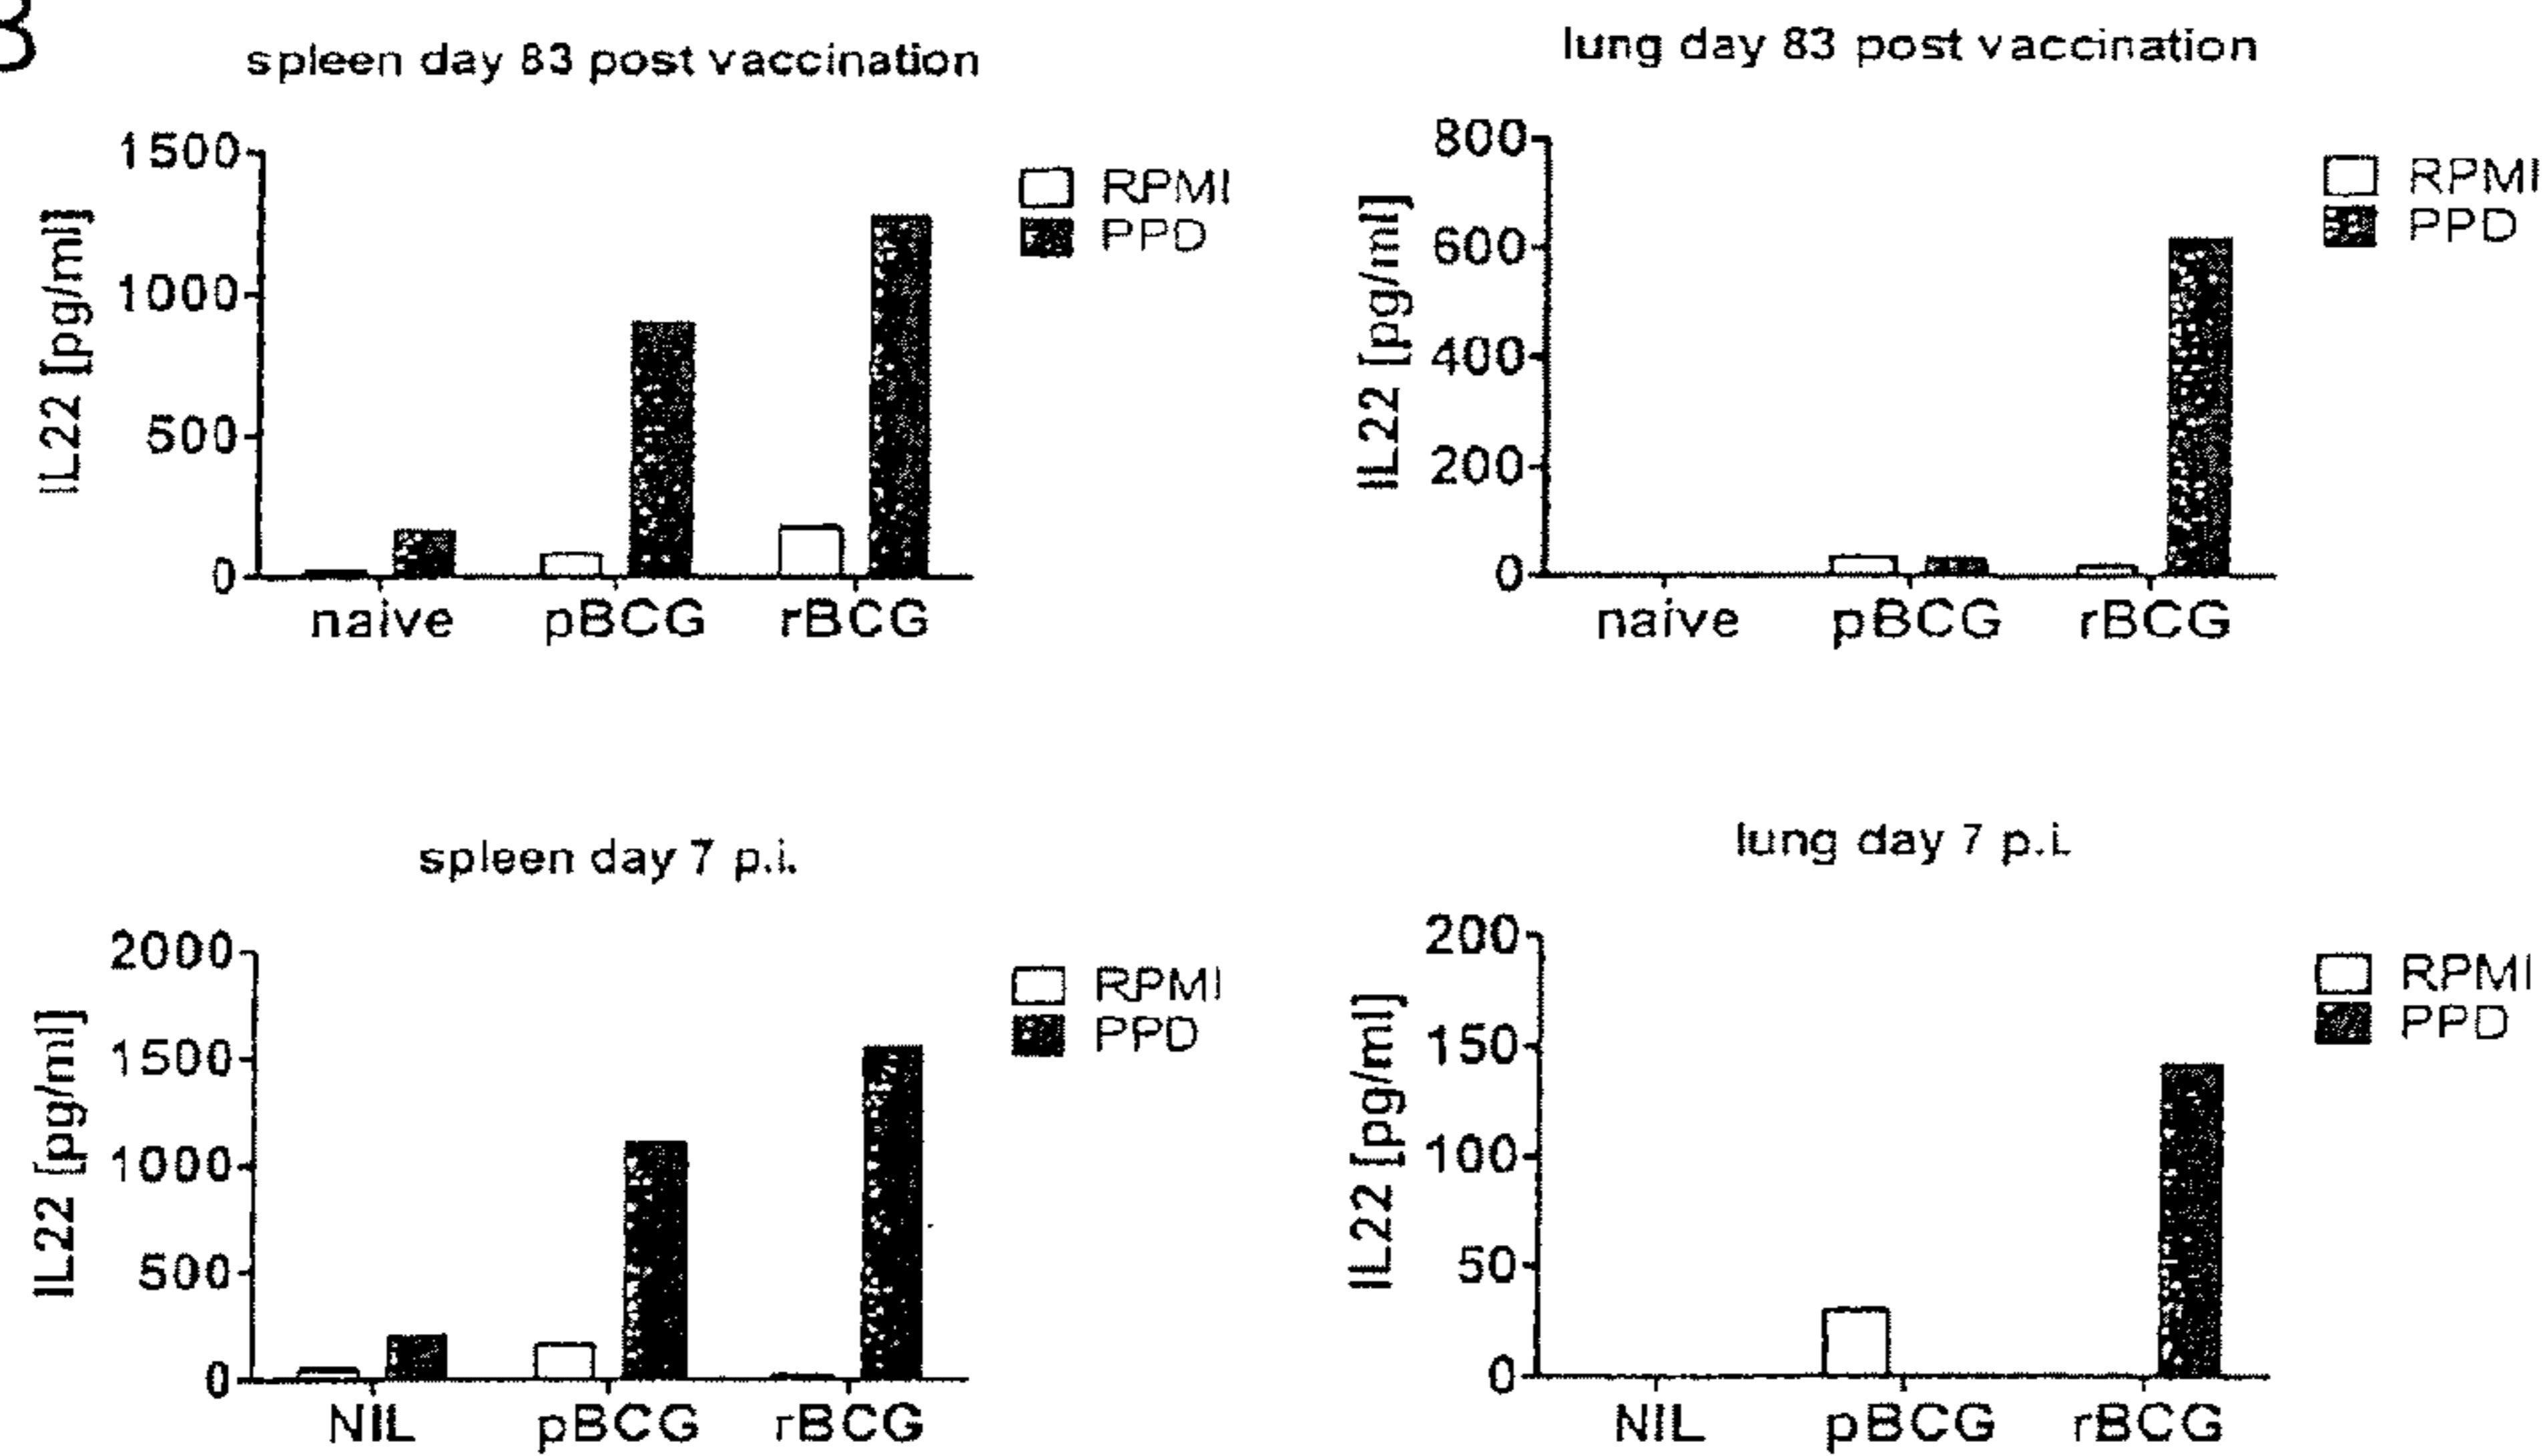 B
spleen day 83 post vaccination
1500
1000
500
0
IL22 [pg/ml]
naive pBCG rBCG
RPMI
PPD
lung day 83 post vaccination
800
600
400
200
0
IL22 [pg/ml]
naive pBCG rBCG
RPMI
PPD
spleen day 7 p.i.
2000
1500
1000
500
0
IL22 [pg/ml]
NIL pBCG rBCG
RPMI
PPD
lung day 7 p.i.
200
150
100
50
0
IL22 [pg/ml]
NIL pBCG rBCG
RPMI
PPD